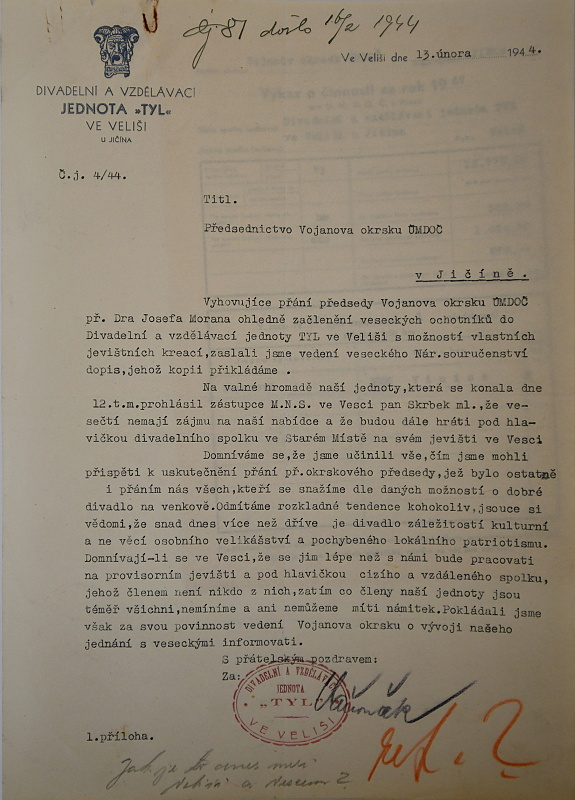 čj 81 došlo 16/2 1944
Ve Veliši dne 13.února 1944.
DIVADELNÍ A VZDĚLÁVACÍ
JEDNOTA »TYL«
VE VELIŠI
U JIČÍNA
Č.j. 4/44.
Titl.
Předsednictvo Vojanova okrsku ÚMDOČ
v Jičíně.
Vyhovujíce přání předsedy Vojanova okrsku ÚMDOČ
př. Dra Josefa Morana ohledně začlenění veseckých ochotníků do
Divadelní a vzdělávací jednoty TYL ve Veliši s možností vlastních
jevištních kreací,zaslali jsme vedení veseckého Nár.souručenství
dopis,jehož kopii přikládáme .
Na valné hromadě naší jednoty,která se konala dne
12.t.m.prohlásil zástupce M.N.S. ve Vesci pan Skrbek ml.,že ve-
sečtí nemají zájmu na naší nabídce a že budou dále hráti pod hla-
vičkou divadelního spolku ve Starém Místě na svém jevišti ve Vesci
Domníváme se,že jsme učinili vše,čím jsme mohli
přispěti k uskutečnění přání př.okrskového předsedy,jež bylo ostatně
i přáním nás všech,kteří se snažíme dle daných možností o dobré
divadlo na venkově.Odmítáme rozkladné tendence kohokoliv,jsouce si
vědomi,že snad dnes více než dříve je divadlo záležitostí kulturní
a ne věcí osobního velikášství a pochybeného lokálního patriotismu.
Domnívají-li se ve Vesci,že se jim lépe než s námi bude pracovati
na provisorním jevišti a pod hlavičkou cizího a vzdáleného spolku,
jehož členem není nikdo z nich,zatím co členy naší jednoty jsou
téměř všichni,nemíníme a ani nemůžeme míti námitek.Pokládali jsme
však za svou povinnost vedení Vojanova okrsku o vývoji našeho
jednání s veseckými informovati.
S přátelským pozdravem:
Za:
DIVADELNÍ A VZDĚLÁVACÍ
JEDNOTA
„TYL"
VE VELIŠI
1.příloha.
Jak je to dnes mezi
Veliší a Vescem?